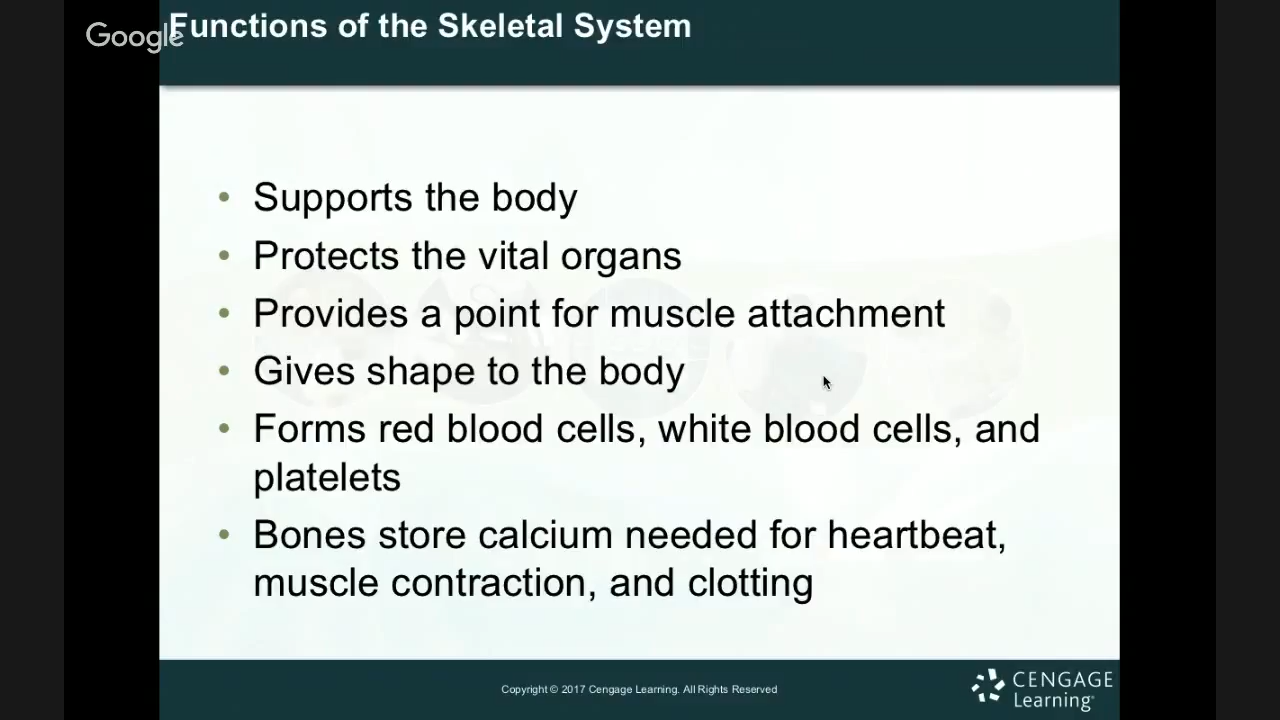 Functions of the Skeletal System
Google
• Supports the body
• Protects the vital organs
• Provides a point for muscle attachment
• Gives shape to the body
• Forms red blood cells, white blood cells, and
platelets
• Bones store calcium needed for heartbeat,
muscle contraction, and clotting
Copyright © 2017 Cengage Learning. All Rights Reserved
CENGAGE
Learning®